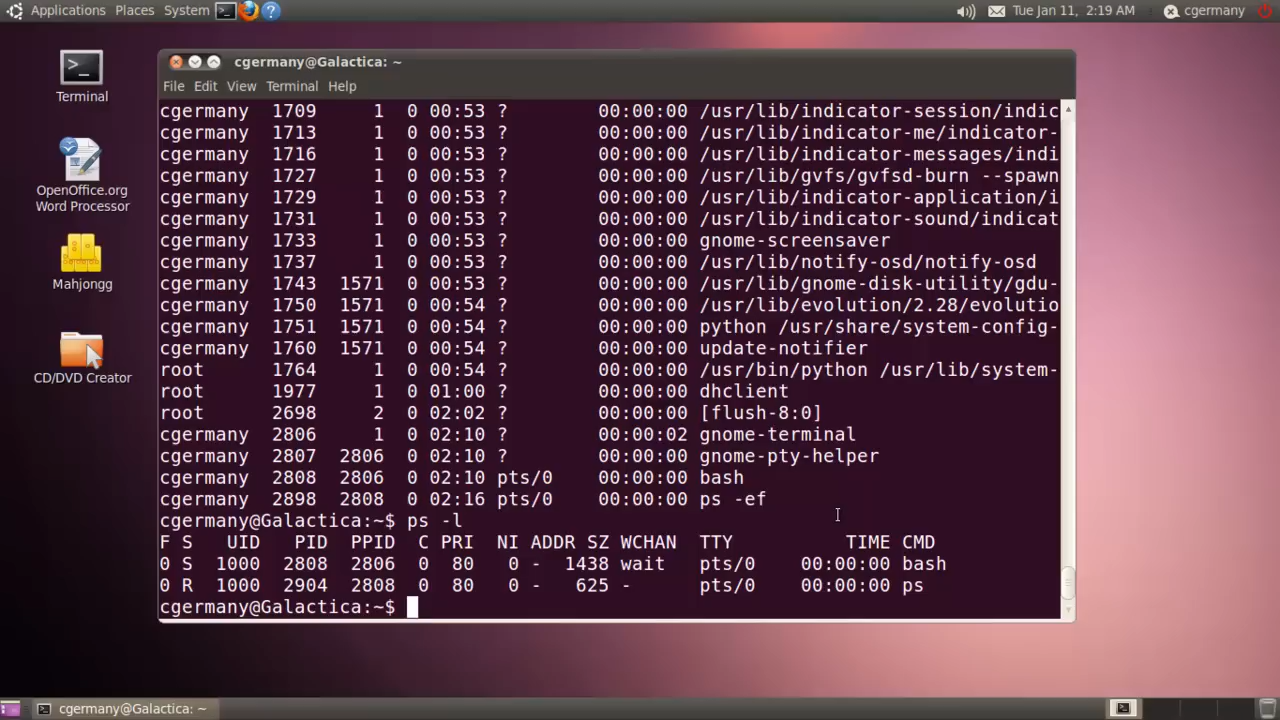 Applications Places System Tue Jan 11, 2:19 AM cgermany
cgermany@Galactica: ~
File Edit View Terminal Help
Terminal
OpenOffice.org
Word Processor
Mahjongg
CD/DVD Creator
cgermany 1709 1 0 00:53 ? 00:00:00 /usr/lib/indicator-session/indic
cgermany 1713 1 0 00:53 ? 00:00:00 /usr/lib/indicator-me/indicator-
cgermany 1716 1 0 00:53 ? 00:00:00 /usr/lib/indicator-messages/indi
cgermany 1727 1 0 00:53 ? 00:00:00 /usr/lib/gvfs/gvfsd-burn --spawn
cgermany 1729 1 0 00:53 ? 00:00:00 /usr/lib/indicator-application/i
cgermany 1731 1 0 00:53 ? 00:00:00 /usr/lib/indicator-sound/indicat
cgermany 1733 1 0 00:53 ? 00:00:00 gnome-screensaver
cgermany 1737 1 0 00:53 ? 00:00:00 /usr/lib/notify-osd/notify-osd
cgermany 1743 1571 0 00:53 ? 00:00:00 /usr/lib/gnome-disk-utility/gdu-
cgermany 1750 1571 0 00:54 ? 00:00:00 /usr/lib/evolution/2.28/evolutio
cgermany 1751 1571 0 00:54 ? 00:00:00 python /usr/share/system-config-
cgermany 1760 1571 0 00:54 ? 00:00:00 update-notifier
root 1764 1 0 00:54 ? 00:00:00 /usr/bin/python /usr/lib/system-
root 1977 1 0 01:00 ? 00:00:00 dhclient
root 2698 2 0 02:02 ? 00:00:00 [flush-8:0]
cgermany 2806 1 0 02:10 ? 00:00:02 gnome-terminal
cgermany 2807 2806 0 02:10 ? 00:00:00 gnome-pty-helper
cgermany 2808 2806 0 02:10 pts/0 00:00:00 bash
cgermany 2898 2808 0 02:16 pts/0 00:00:00 ps -ef
cgermany@Galactica:~$ ps -l
F S UID PID PPID C PRI NI ADDR SZ WCHAN TTY TIME CMD
0 S 1000 2808 2806 0 80 0 - 1438 wait pts/0 00:00:00 bash
0 R 1000 2904 2808 0 80 0 - 625 - pts/0 00:00:00 ps
cgermany@Galactica:~$
cgermany@Galactica: ~